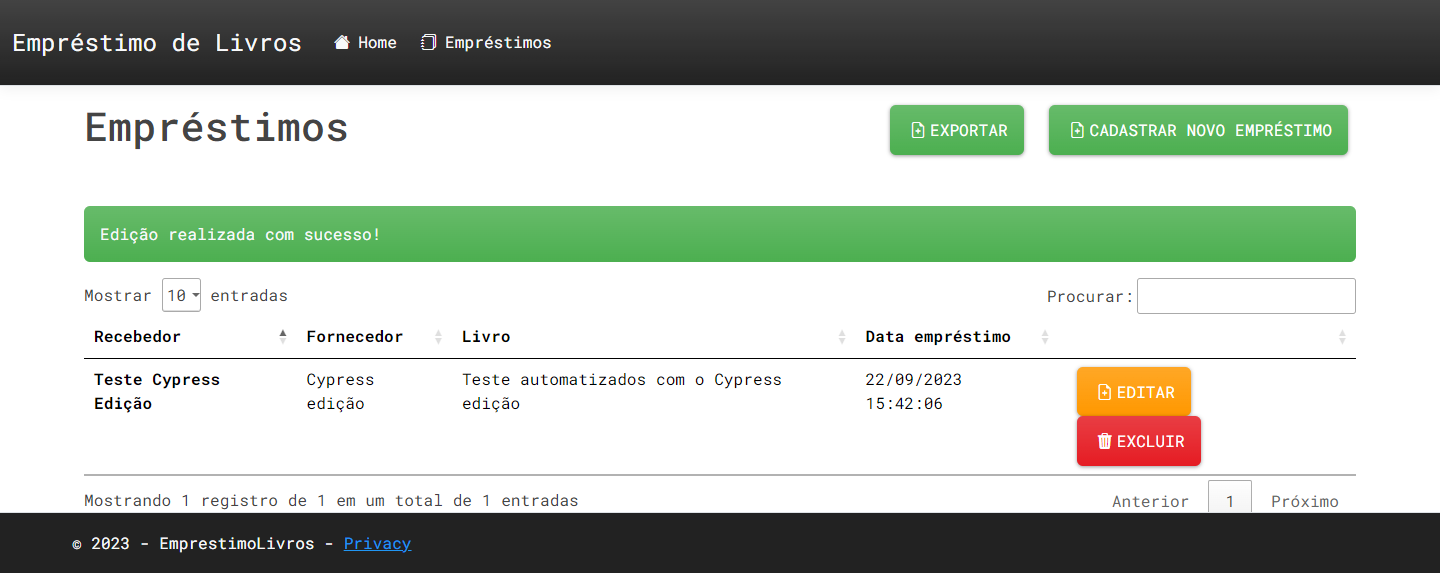 Empréstimo de Livros Home Empréstimos
Empréstimos EXPORTAR CADASTRAR NOVO EMPRÉSTIMO
Edição realizada com sucesso!
Mostrar 10 entradas Procurar:
Recebedor Fornecedor Livro Data empréstimo
Teste Cypress Cypress Teste automatizados com o Cypress 22/09/2023 EDITAR
Edição edição edição 15:42:06
EXCLUIR
Mostrando 1 registro de 1 em um total de 1 entradas Anterior 1 Próximo
© 2023 - EmprestimoLivros - Privacy